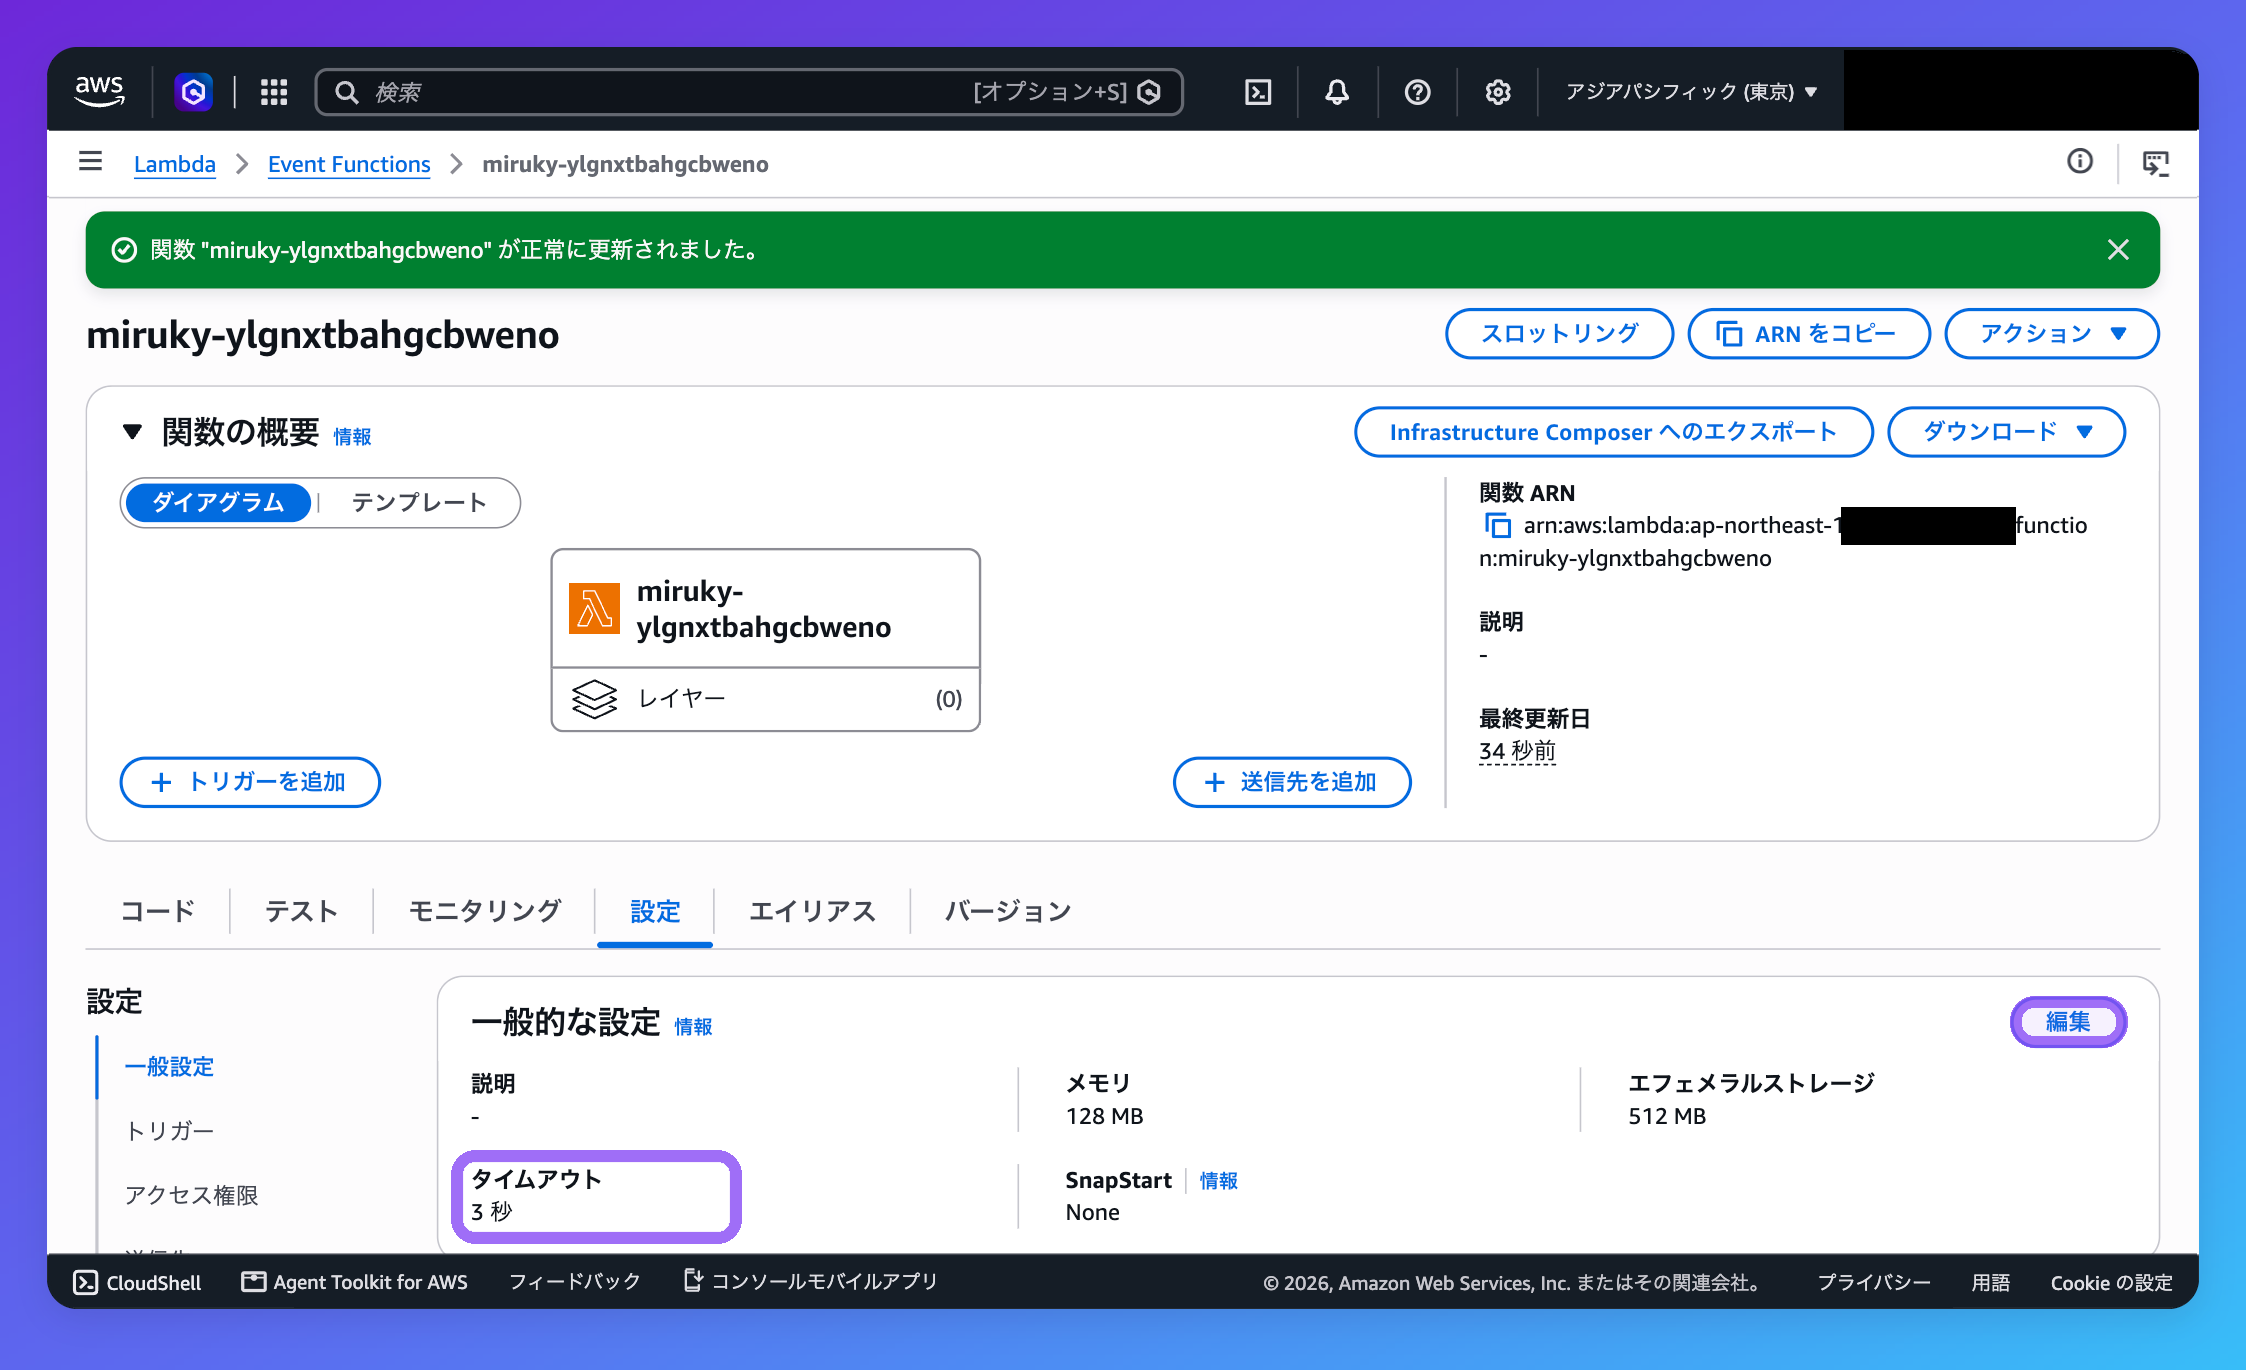 aws
検索
[オプション+S]
アジアパシフィック (東京) ▼
Lambda > Event Functions > miruky-ylgnxtbahgcbweno
関数 "miruky-ylgnxtbahgcbweno" が正常に更新されました。
miruky-ylgnxtbahgcbweno
スロットリング
ARN をコピー
アクション ▼
▼ 関数の概要 情報
Infrastructure Composer へのエクスポート
ダウンロード ▼
ダイアグラム | テンプレート
miruky-
ylgnxtbahgcbweno
レイヤー (0)
+ トリガーを追加
+ 送信先を追加
関数 ARN
arn:aws:lambda:ap-northeast-1 functio
n:miruky-ylgnxtbahgcbweno
説明
-
最終更新日
34 秒前
コード
テスト
モニタリング
設定
エイリアス
バージョン
設定
一般設定
トリガー
アクセス権限
一般的な設定 情報
編集
説明
-
メモリ
128 MB
エフェメラルストレージ
512 MB
タイムアウト
3 秒
SnapStart 情報
None
CloudShell
Agent Toolkit for AWS
フィードバック
コンソールモバイルアプリ
© 2026, Amazon Web Services, Inc. またはその関連会社。
プライバシー
用語
Cookie の設定